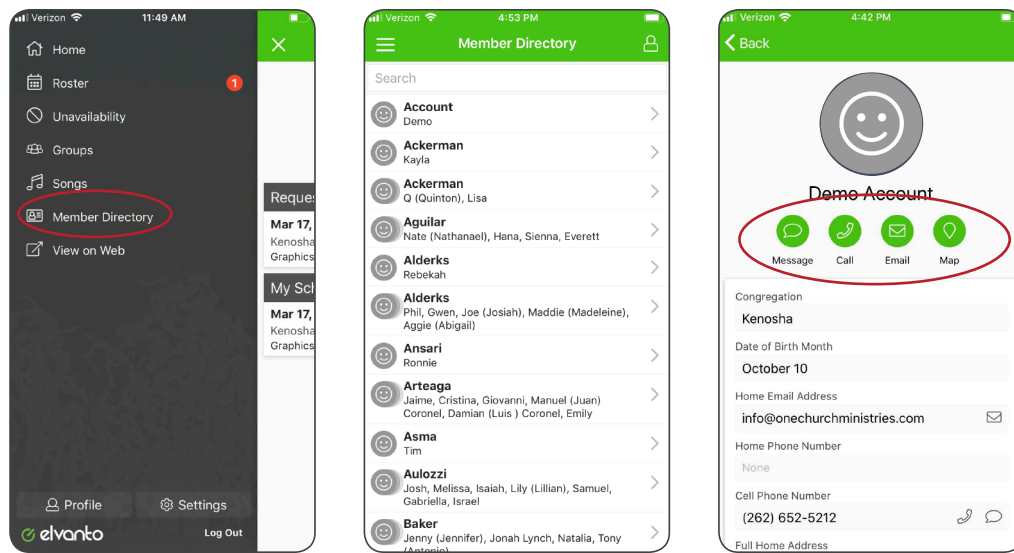 Verizon 11:49 AM
Home
Roster 1
Unavailability
Groups
Songs
Member Directory
View on Web
Profile Settings
elvanto Log Out
Reques
Mar 17,
Kenosha
Graphics
My Sch
Mar 17,
Kenosha
Graphics
Verizon 4:53 PM
Member Directory
Search
Account
Demo
Ackerman
Kayla
Ackerman
Q (Quinton), Lisa
Aguilar
Nate (Nathanael), Hana, Sienna, Everett
Alderks
Rebekah
Alderks
Phil, Gwen, Joe (Josiah), Maddie (Madeleine),
Aggie (Abigail)
Ansari
Ronnie
Arteaga
Jaime, Cristina, Giovanni, Manuel (Juan)
Coronel, Damian (Luis ) Coronel, Emily
Asma
Tim
Aulozzi
Josh, Melissa, Isaiah, Lily (Lillian), Samuel,
Gabriella, Israel
Baker
Jenny (Jennifer), Jonah Lynch, Natalia, Tony
(Antonio)
Verizon 4:42 PM
Back
Demo Account
Message Call Email Map
Congregation
Kenosha
Date of Birth Month
October 10
Home Email Address
info@onechurchministries.com
Home Phone Number
None
Cell Phone Number
(262) 652-5212
Full Home Address